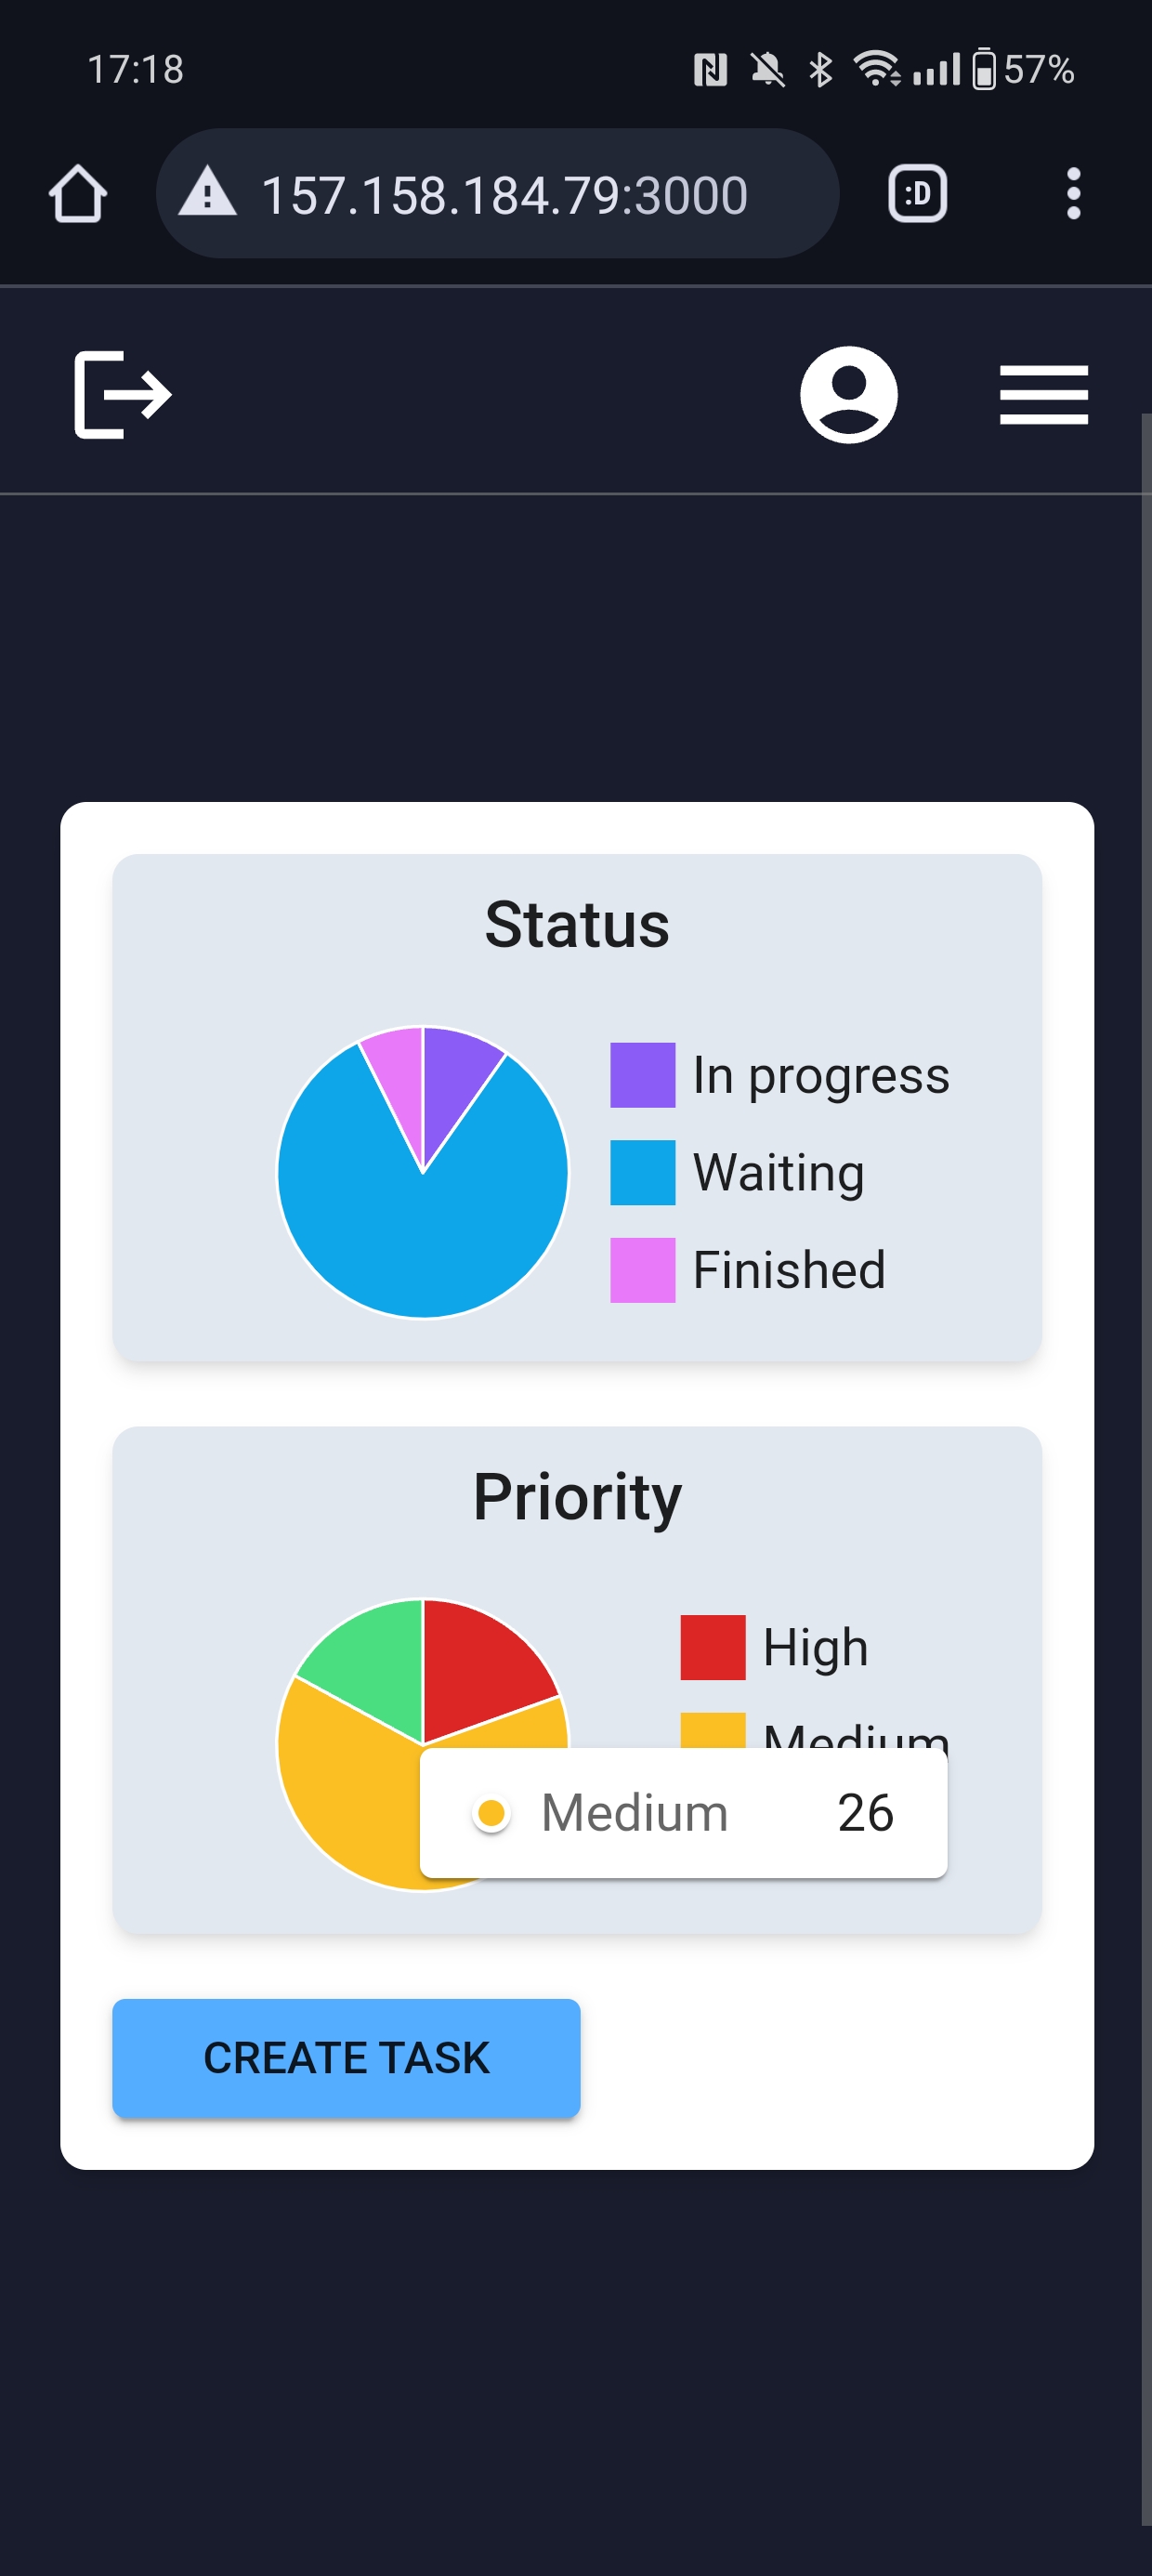 17:18 57%
157.158.184.79:3000 :D
Status
In progress
Waiting
Finished
Priority
High
Medium
Medium 26
CREATE TASK